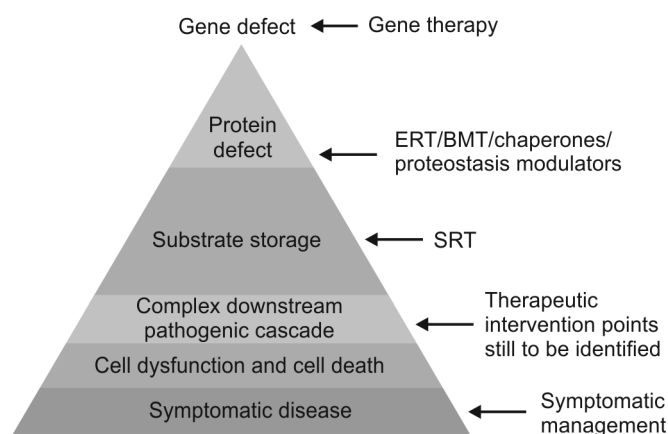 Gene defect
Gene therapy
Protein
defect
ERT/BMT/chaperones/
proteostasis modulators
Substrate storage
SRT
Complex downstream
pathogenic cascade
Therapeutic
intervention points
still to be identified
Cell dysfunction and cell death
Symptomatic disease
Symptomatic
management